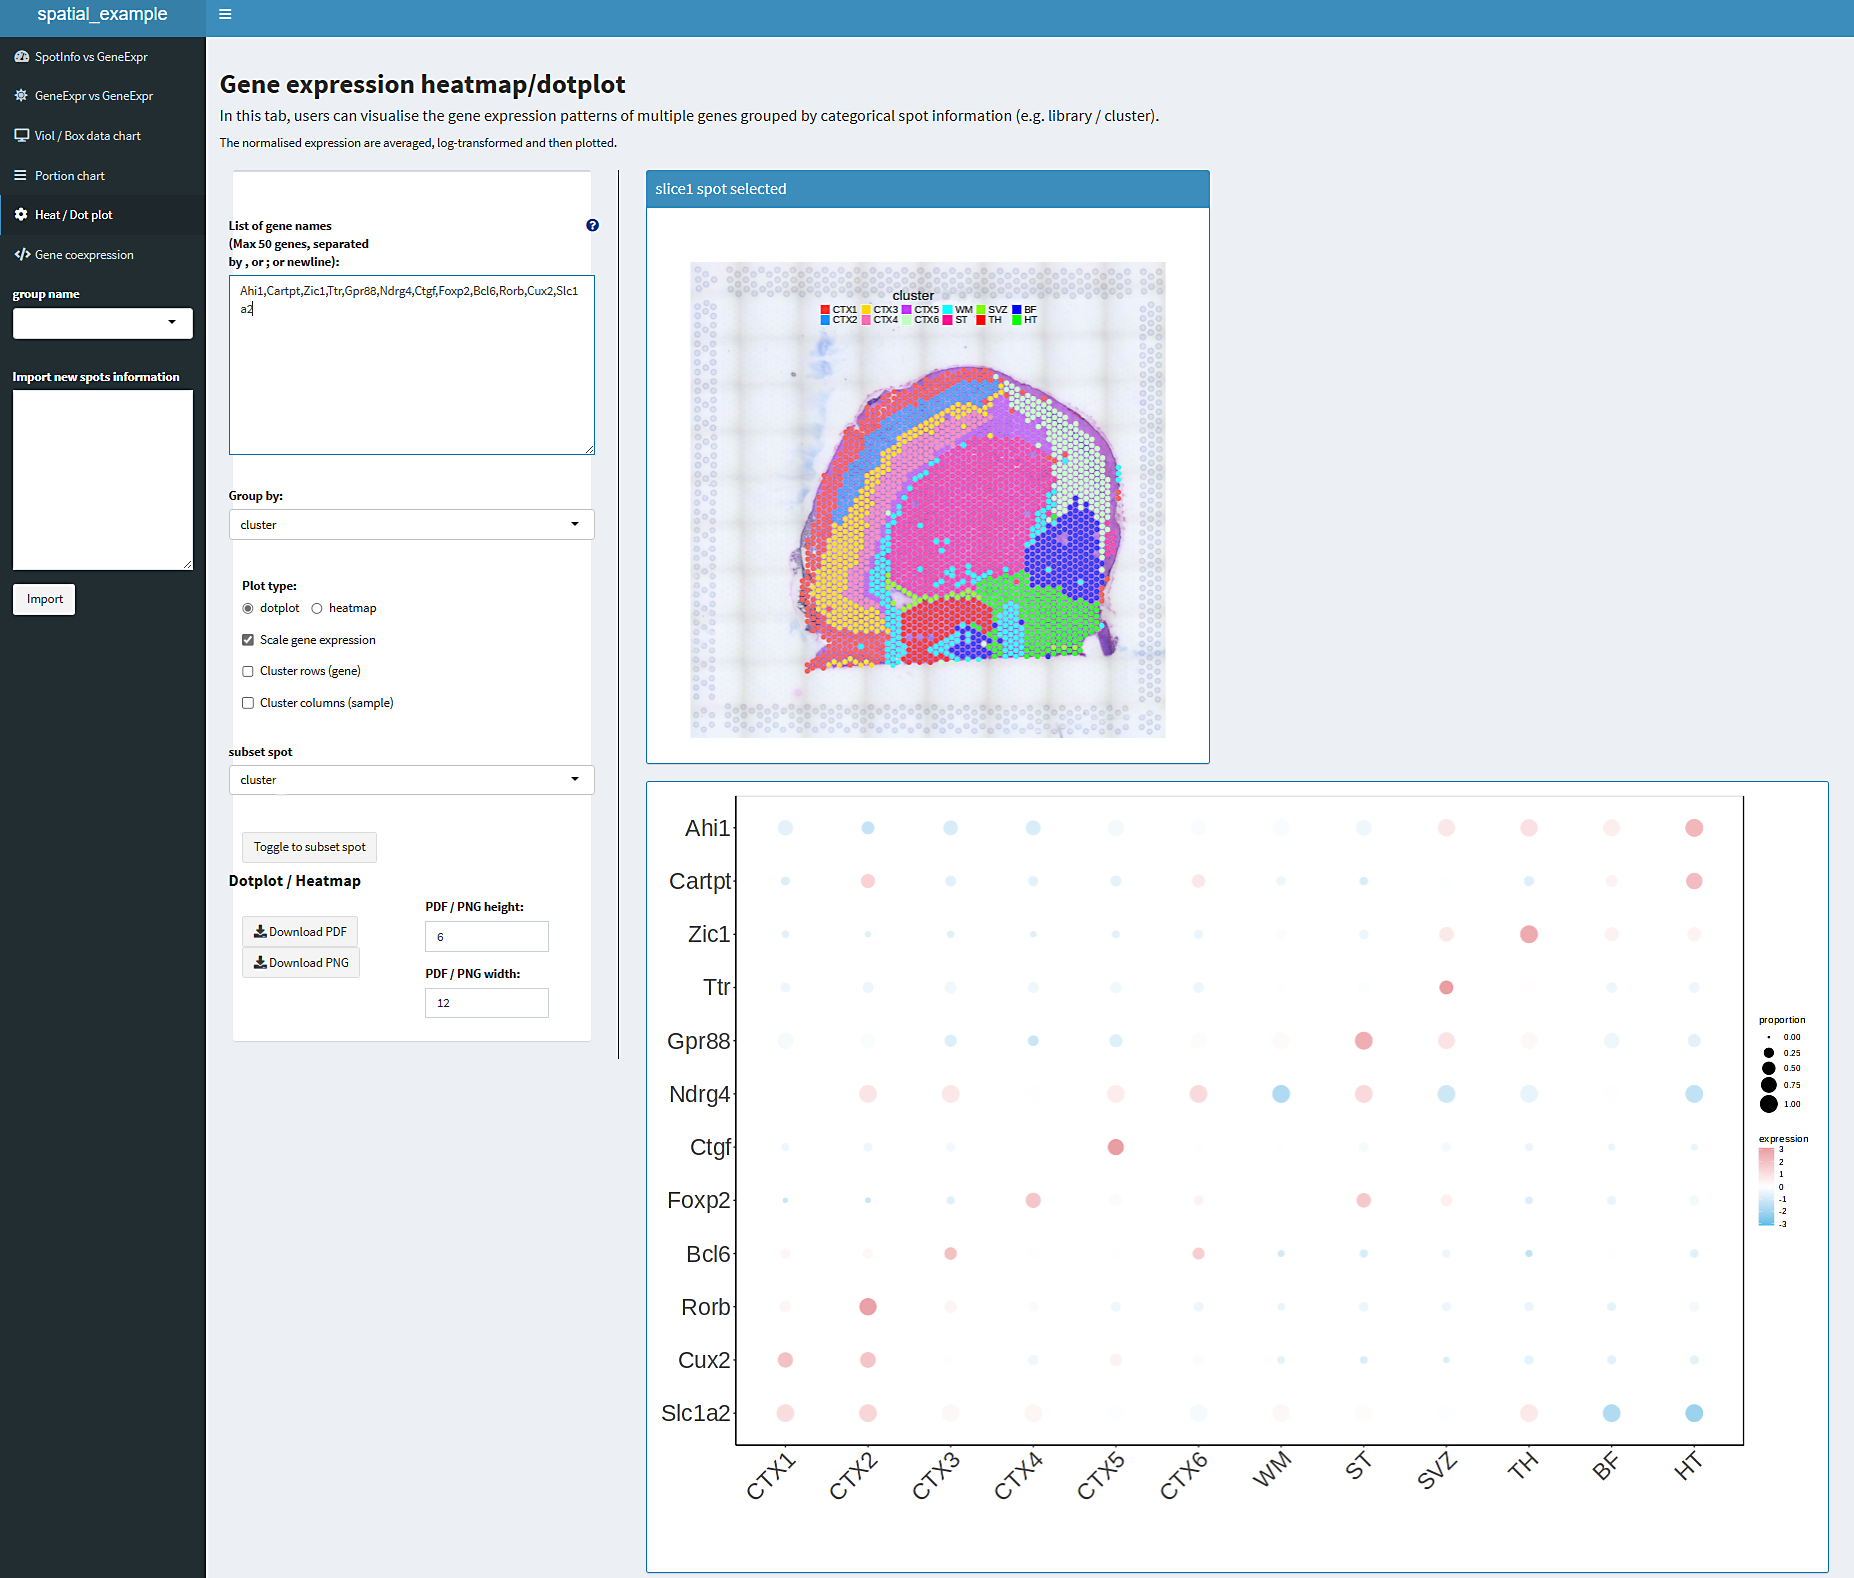 spatial_example
SpotInfo vs GeneExpr
GeneExpr vs GeneExpr
Viol / Box data chart
Portion chart
Heat / Dot plot
Gene coexpression
group name
Import new spots information
Import
Gene expression heatmap/dotplot
In this tab, users can visualise the gene expression patterns of multiple genes grouped by categorical spot information (e.g. library / cluster).
The normalised expression are averaged, log-transformed and then plotted.
List of gene names
(Max 50 genes, separated
by , or ; or newline):
Ahi1,Cartpt,Zic1,Ttr,Gpr88,Ndrg4,Ctgf,Foxp2,Bcl6,Rorb,Cux2,Slc1
a2
Group by:
cluster
Plot type:
dotplot heatmap
Scale gene expression
Cluster rows (gene)
Cluster columns (sample)
subset spot
cluster
Toggle to subset spot
Dotplot / Heatmap
Download PDF
Download PNG
PDF / PNG height:
6
PDF / PNG width:
12
slice1 spot selected
cluster
CTX1 CTX3 CTX5 WM SVZ BF
CTX2 CTX4 CTX6 ST TH HT
Ahi1
Cartpt
Zic1
Ttr
Gpr88
Ndrg4
Ctgf
Foxp2
Bcl6
Rorb
Cux2
Slc1a2
CTX1 CTX2 CTX3 CTX4 CTX5 CTX6 WM ST SVZ TH BF HT
proportion
0.00
0.25
0.50
0.75
1.00
expression
3
2
1
0
-1
-2
-3